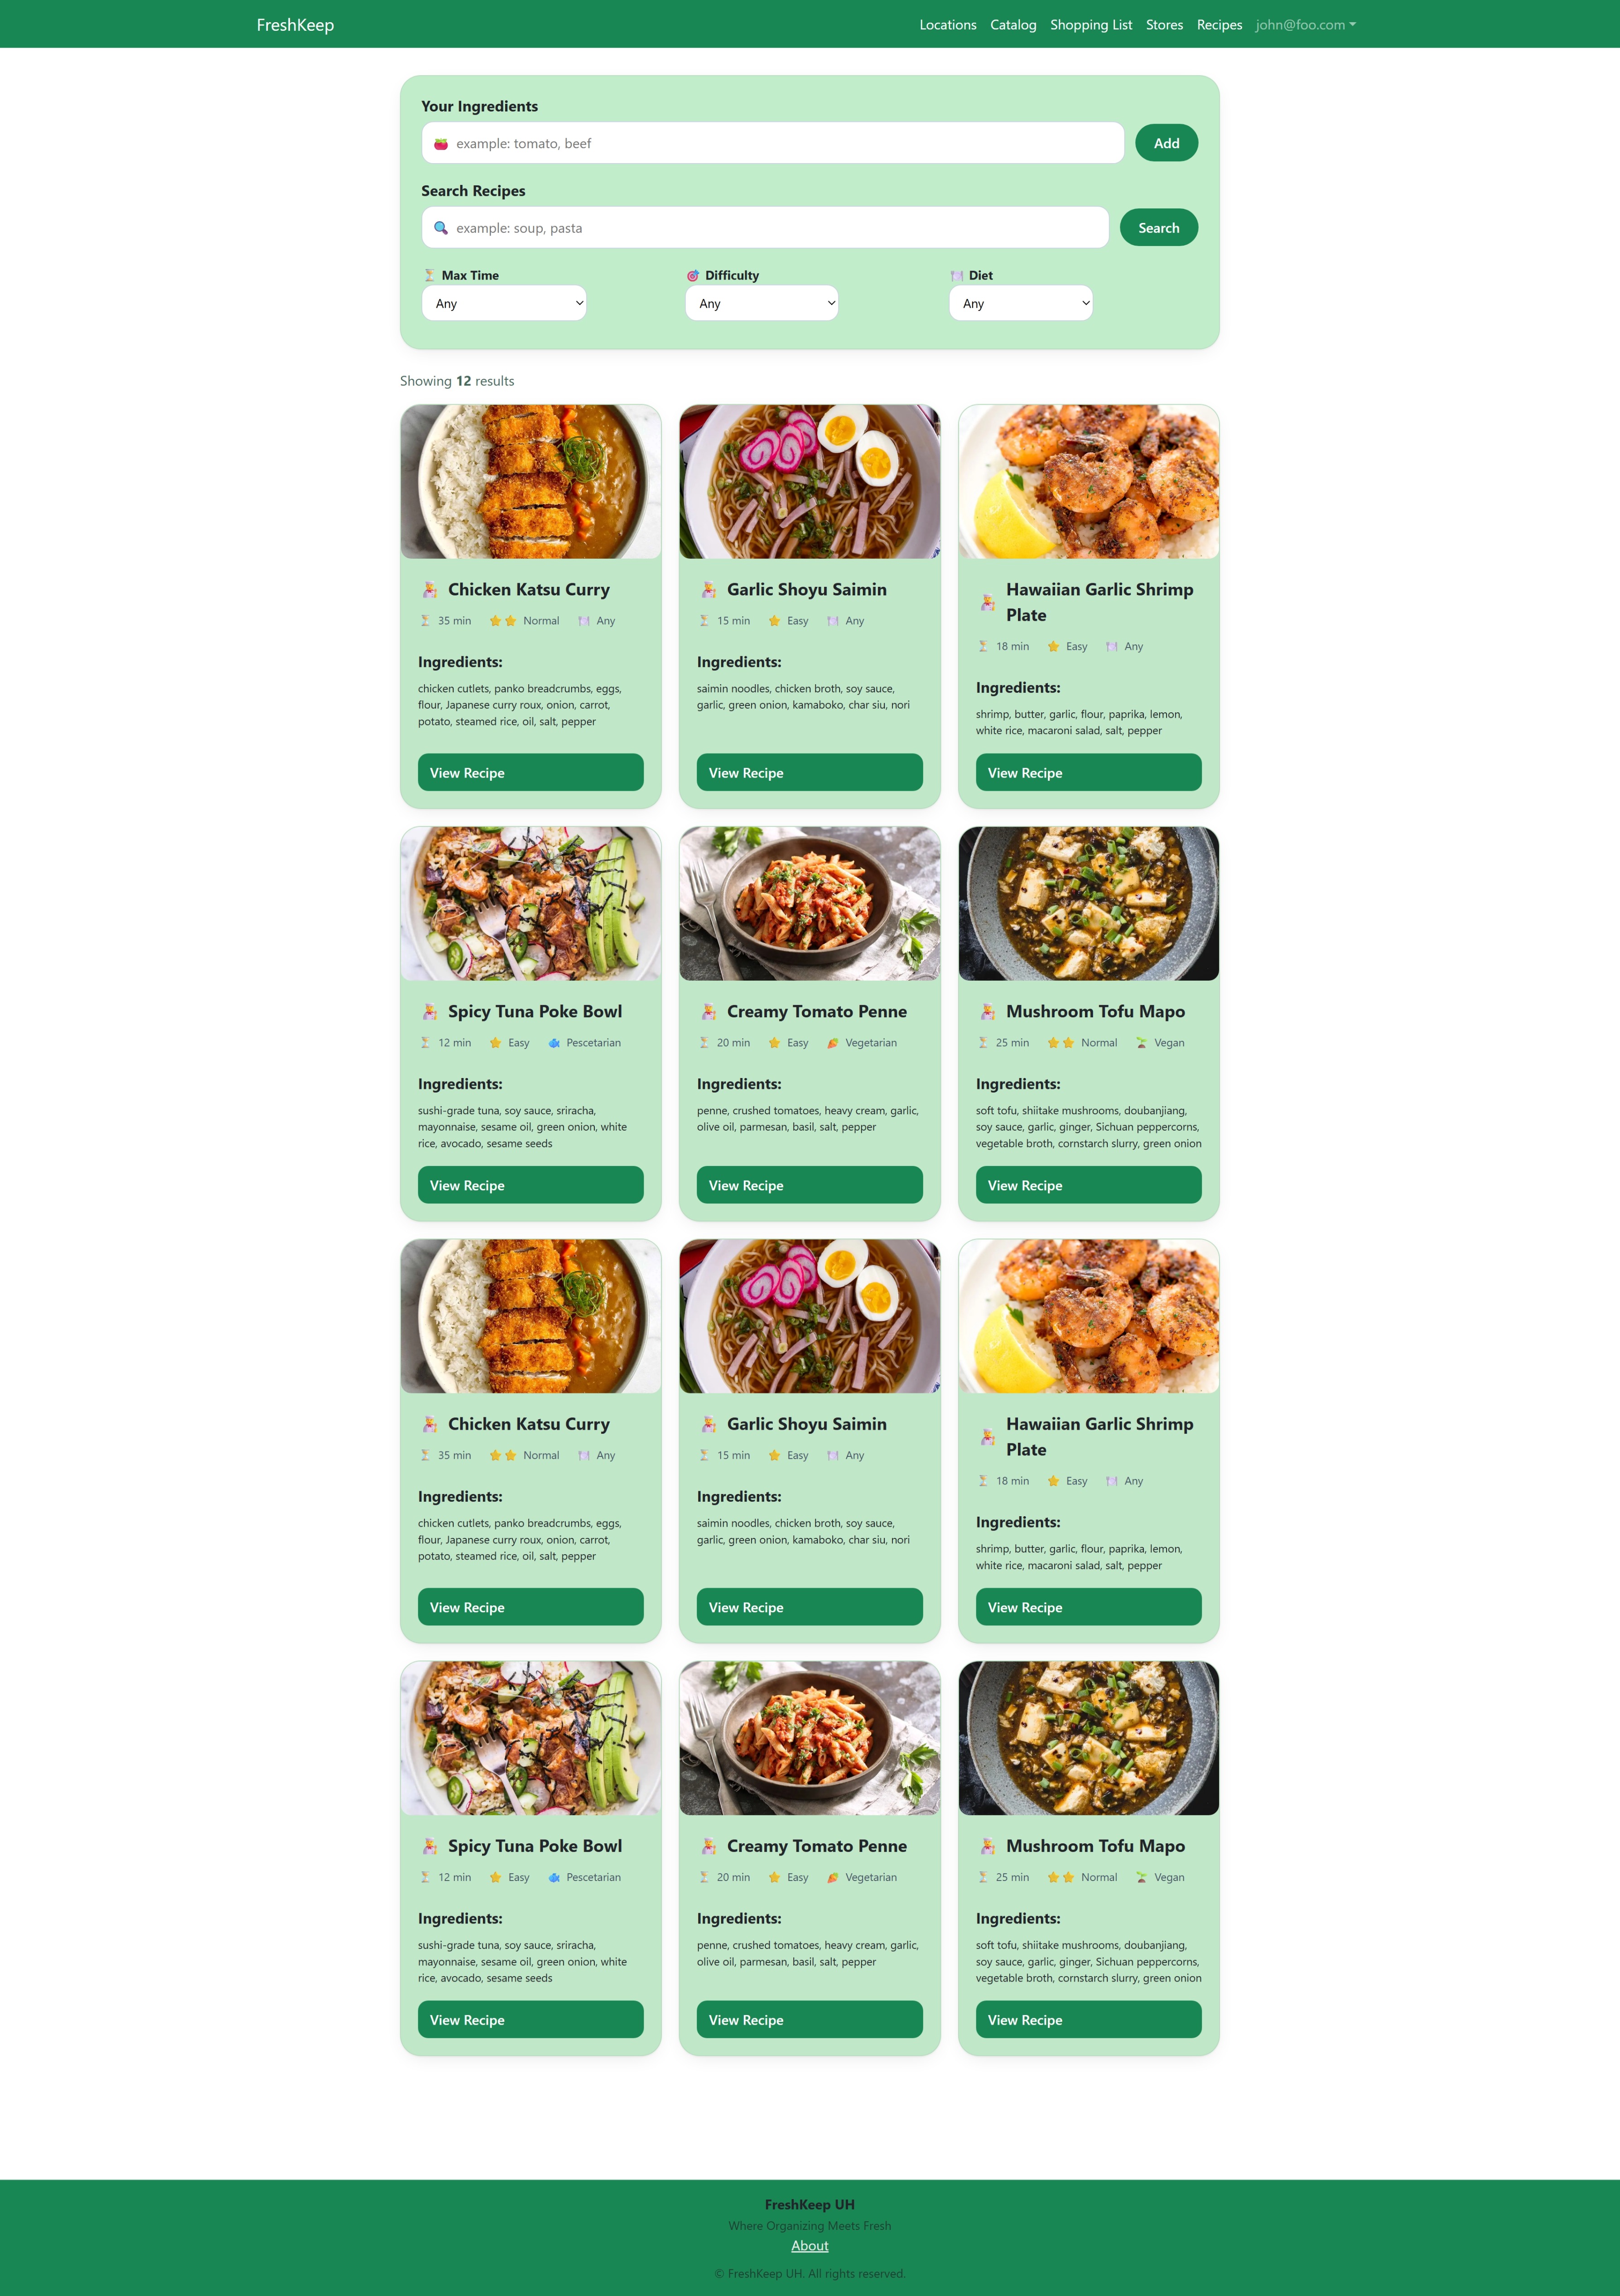 FreshKeep
Locations Catalog Shopping List Stores Recipes john@foo.com
Your Ingredients
example: tomato, beef
Add
Search Recipes
example: soup, pasta
Search
Max Time
Any
Difficulty
Any
Diet
Any
Showing 12 results
Chicken Katsu Curry
35 min Normal Any
Ingredients:
chicken cutlets, panko breadcrumbs, eggs,
flour, Japanese curry roux, onion, carrot,
potato, steamed rice, oil, salt, pepper
View Recipe
Garlic Shoyu Saimin
15 min Easy Any
Ingredients:
saimin noodles, chicken broth, soy sauce,
garlic, green onion, kamaboko, char siu, nori
View Recipe
Hawaiian Garlic Shrimp
Plate
18 min Easy Any
Ingredients:
shrimp, butter, garlic, flour, paprika, lemon,
white rice, macaroni salad, salt, pepper
View Recipe
Spicy Tuna Poke Bowl
12 min Easy Pescetarian
Ingredients:
sushi-grade tuna, soy sauce, sriracha,
mayonnaise, sesame oil, green onion, white
rice, avocado, sesame seeds
View Recipe
Creamy Tomato Penne
20 min Easy Vegetarian
Ingredients:
penne, crushed tomatoes, heavy cream, garlic,
olive oil, parmesan, basil, salt, pepper
View Recipe
Mushroom Tofu Mapo
25 min Normal Vegan
Ingredients:
soft tofu, shiitake mushrooms, doubanjiang,
soy sauce, garlic, ginger, Sichuan peppercorns,
vegetable broth, cornstarch slurry, green onion
View Recipe
Chicken Katsu Curry
35 min Normal Any
Ingredients:
chicken cutlets, panko breadcrumbs, eggs,
flour, Japanese curry roux, onion, carrot,
potato, steamed rice, oil, salt, pepper
View Recipe
Garlic Shoyu Saimin
15 min Easy Any
Ingredients:
saimin noodles, chicken broth, soy sauce,
garlic, green onion, kamaboko, char siu, nori
View Recipe
Hawaiian Garlic Shrimp
Plate
18 min Easy Any
Ingredients:
shrimp, butter, garlic, flour, paprika, lemon,
white rice, macaroni salad, salt, pepper
View Recipe
Spicy Tuna Poke Bowl
12 min Easy Pescetarian
Ingredients:
sushi-grade tuna, soy sauce, sriracha,
mayonnaise, sesame oil, green onion, white
rice, avocado, sesame seeds
View Recipe
Creamy Tomato Penne
20 min Easy Vegetarian
Ingredients:
penne, crushed tomatoes, heavy cream, garlic,
olive oil, parmesan, basil, salt, pepper
View Recipe
Mushroom Tofu Mapo
25 min Normal Vegan
Ingredients:
soft tofu, shiitake mushrooms, doubanjiang,
soy sauce, garlic, ginger, Sichuan peppercorns,
vegetable broth, cornstarch slurry, green onion
View Recipe
FreshKeep UH
Where Organizing Meets Fresh
About
© FreshKeep UH. All rights reserved.